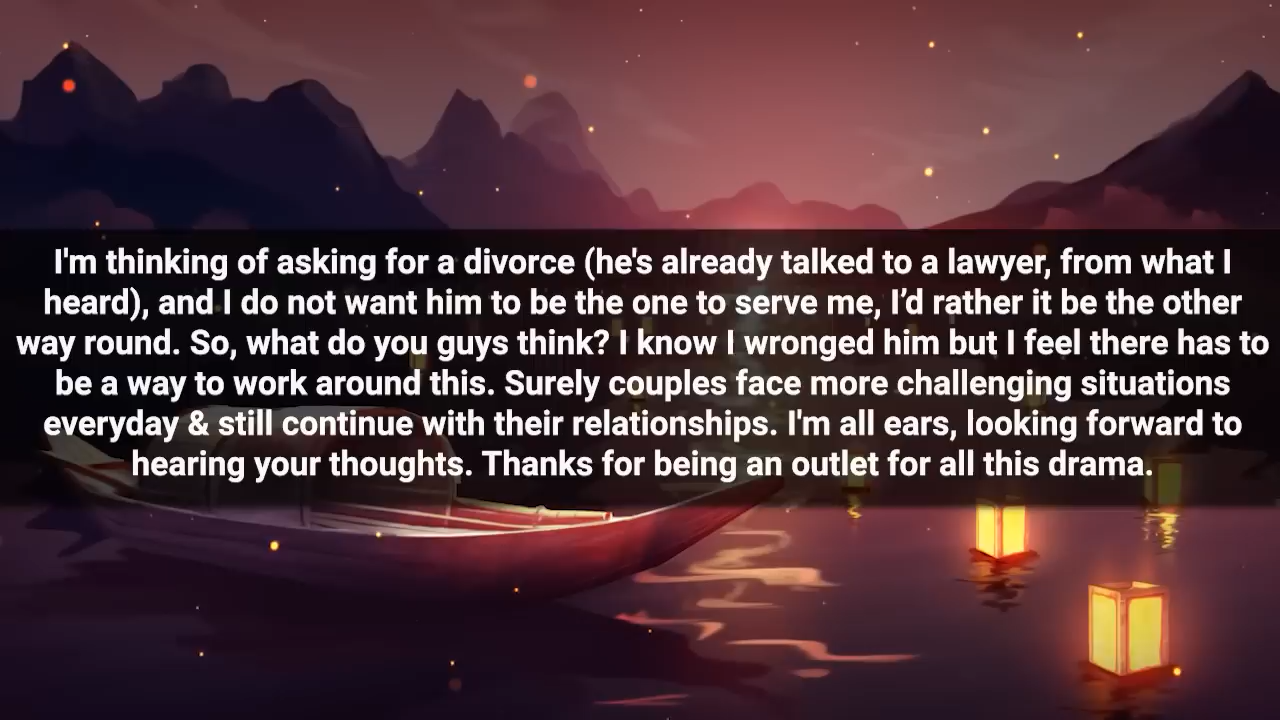 I'm thinking of asking for a divorce (he's already talked to a lawyer, from what I
heard), and I do not want him to be the one to serve me, I’d rather it be the other
way round. So, what do you guys think? I know I wronged him but I feel there has to
be a way to work around this. Surely couples face more challenging situations
everyday & still continue with their relationships. I'm all ears, looking forward to
hearing your thoughts. Thanks for being an outlet for all this drama.